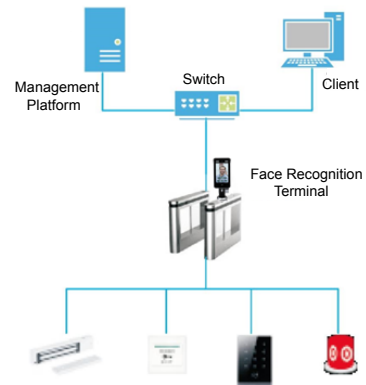 Switch
Management
Platform
Client
Face Recognition
Terminal